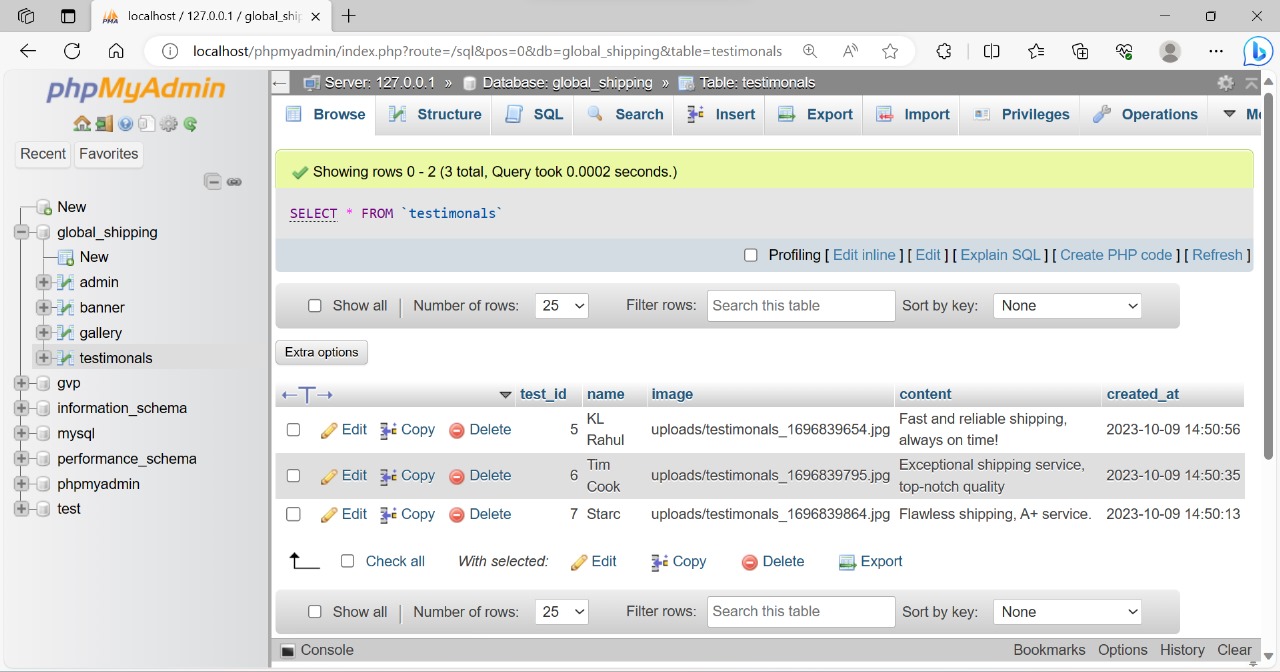 localhost / 127.0.0.1 / global_ship
localhost/phpmyadmin/index.php?route=/sql&pos=0&db=global_shipping&table=testimonals
phpMyAdmin
Recent Favorites
New
global_shipping
New
admin
banner
gallery
testimonals
gvp
information_schema
mysql
performance_schema
phpmyadmin
test
Server: 127.0.0.1 » Database: global_shipping » Table: testimonals
Browse Structure SQL Search Insert Export Import Privileges Operations
Showing rows 0 - 2 (3 total, Query took 0.0002 seconds.)
SELECT * FROM `testimonals`
Profiling [ Edit inline ] [ Edit ] [ Explain SQL ] [ Create PHP code ] [ Refresh ]
Show all | Number of rows: 25 Filter rows: Search this table Sort by key: None
Extra options
←T→ test_id name image content created_at
Edit Copy Delete 5 KL Rahul uploads/testimonals_1696839654.jpg Fast and reliable shipping, always on time! 2023-10-09 14:50:56
Edit Copy Delete 6 Tim Cook uploads/testimonals_1696839795.jpg Exceptional shipping service, top-notch quality 2023-10-09 14:50:35
Edit Copy Delete 7 Starc uploads/testimonals_1696839864.jpg Flawless shipping, A+ service. 2023-10-09 14:50:13
Check all With selected: Edit Copy Delete Export
Show all | Number of rows: 25 Filter rows: Search this table Sort by key: None
Console Bookmarks Options History Clear